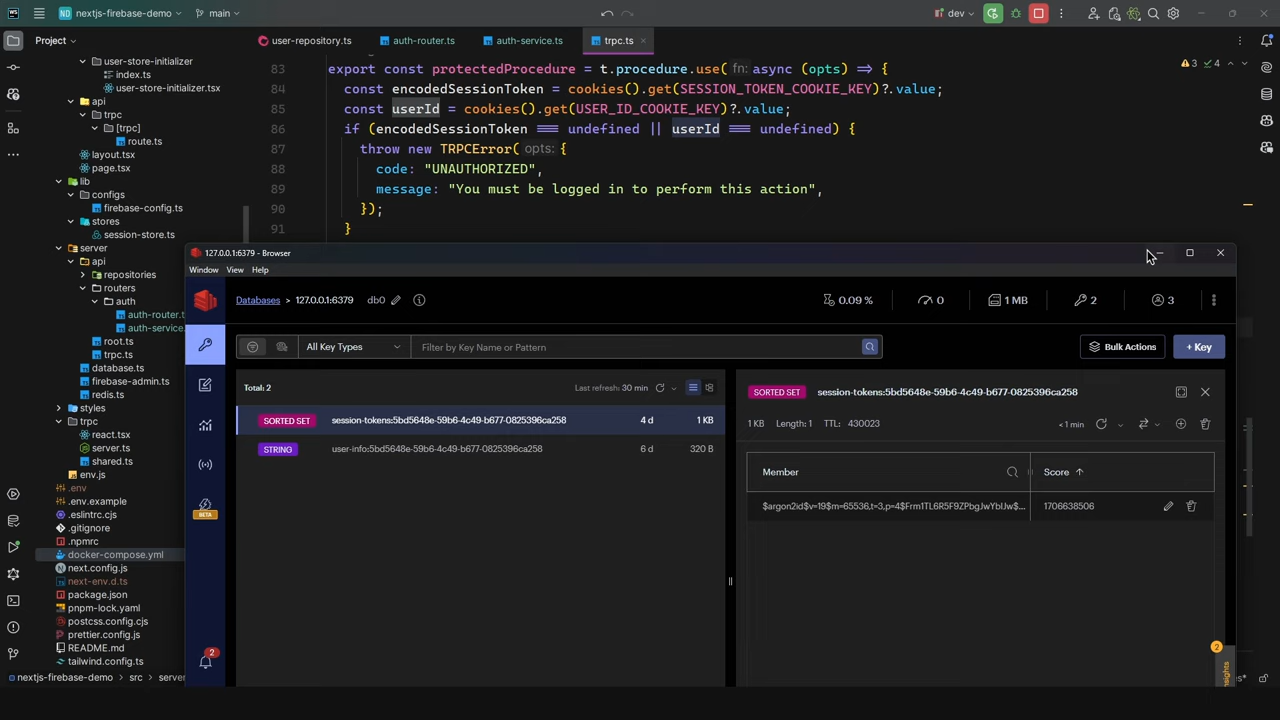 nextjs-firebase-demo
main
dev
Project
user-repository.ts
auth-router.ts
auth-service.ts
trpc.ts
user-store-initializer
index.ts
user-store-initializer.tsx
api
trpc
[trpc]
route.ts
layout.tsx
page.tsx
lib
configs
firebase-config.ts
stores
session-store.ts
server
api
repositories
routers
auth
auth-router.t
auth-service.
root.ts
trpc.ts
database.ts
firebase-admin.ts
redis.ts
styles
trpc
react.tsx
server.ts
shared.ts
env.js
.env
.env.example
.eslintrc.cjs
.gitignore
.npmrc
docker-compose.yml
next.config.js
next-env.d.ts
package.json
pnpm-lock.yaml
postcss.config.cjs
prettier.config.js
README.md
tailwind.config.ts
nextjs-firebase-demo > src > server
3 4
83 export const protectedProcedure = t.procedure.use( fn: async (opts) => {
84 const encodedSessionToken = cookies().get(SESSION_TOKEN_COOKIE_KEY)?.value;
85 const userId = cookies().get(USER_ID_COOKIE_KEY)?.value;
86 if (encodedSessionToken === undefined || userId === undefined) {
87 throw new TRPCError( opts: {
88 code: "UNAUTHORIZED",
89 message: "You must be logged in to perform this action",
90 });
91 }
127.0.0.1:6379 - Browser
Window View Help
Databases > 127.0.0.1:6379 db0
0.09 % 0 1 MB 2 3
All Key Types
Filter by Key Name or Pattern
Bulk Actions
+ Key
Total: 2
Last refresh: 30 min
SORTED SET session-tokens:5bd5648e-59b6-4c49-b677-0825396ca258 4 d 1 KB
STRING user-info:5bd5648e-59b6-4c49-b677-0825396ca258 6 d 320 B
BETA
2
SORTED SET session-tokens:5bd5648e-59b6-4c49-b677-0825396ca258
1 KB Length: 1 TTL: 430023
< 1 min
Member Score
$argon2id$v=19$m=65536,t=3,p=4$Frm1TL6R5F9ZPbgJwYbIJw$... 1706638506
2